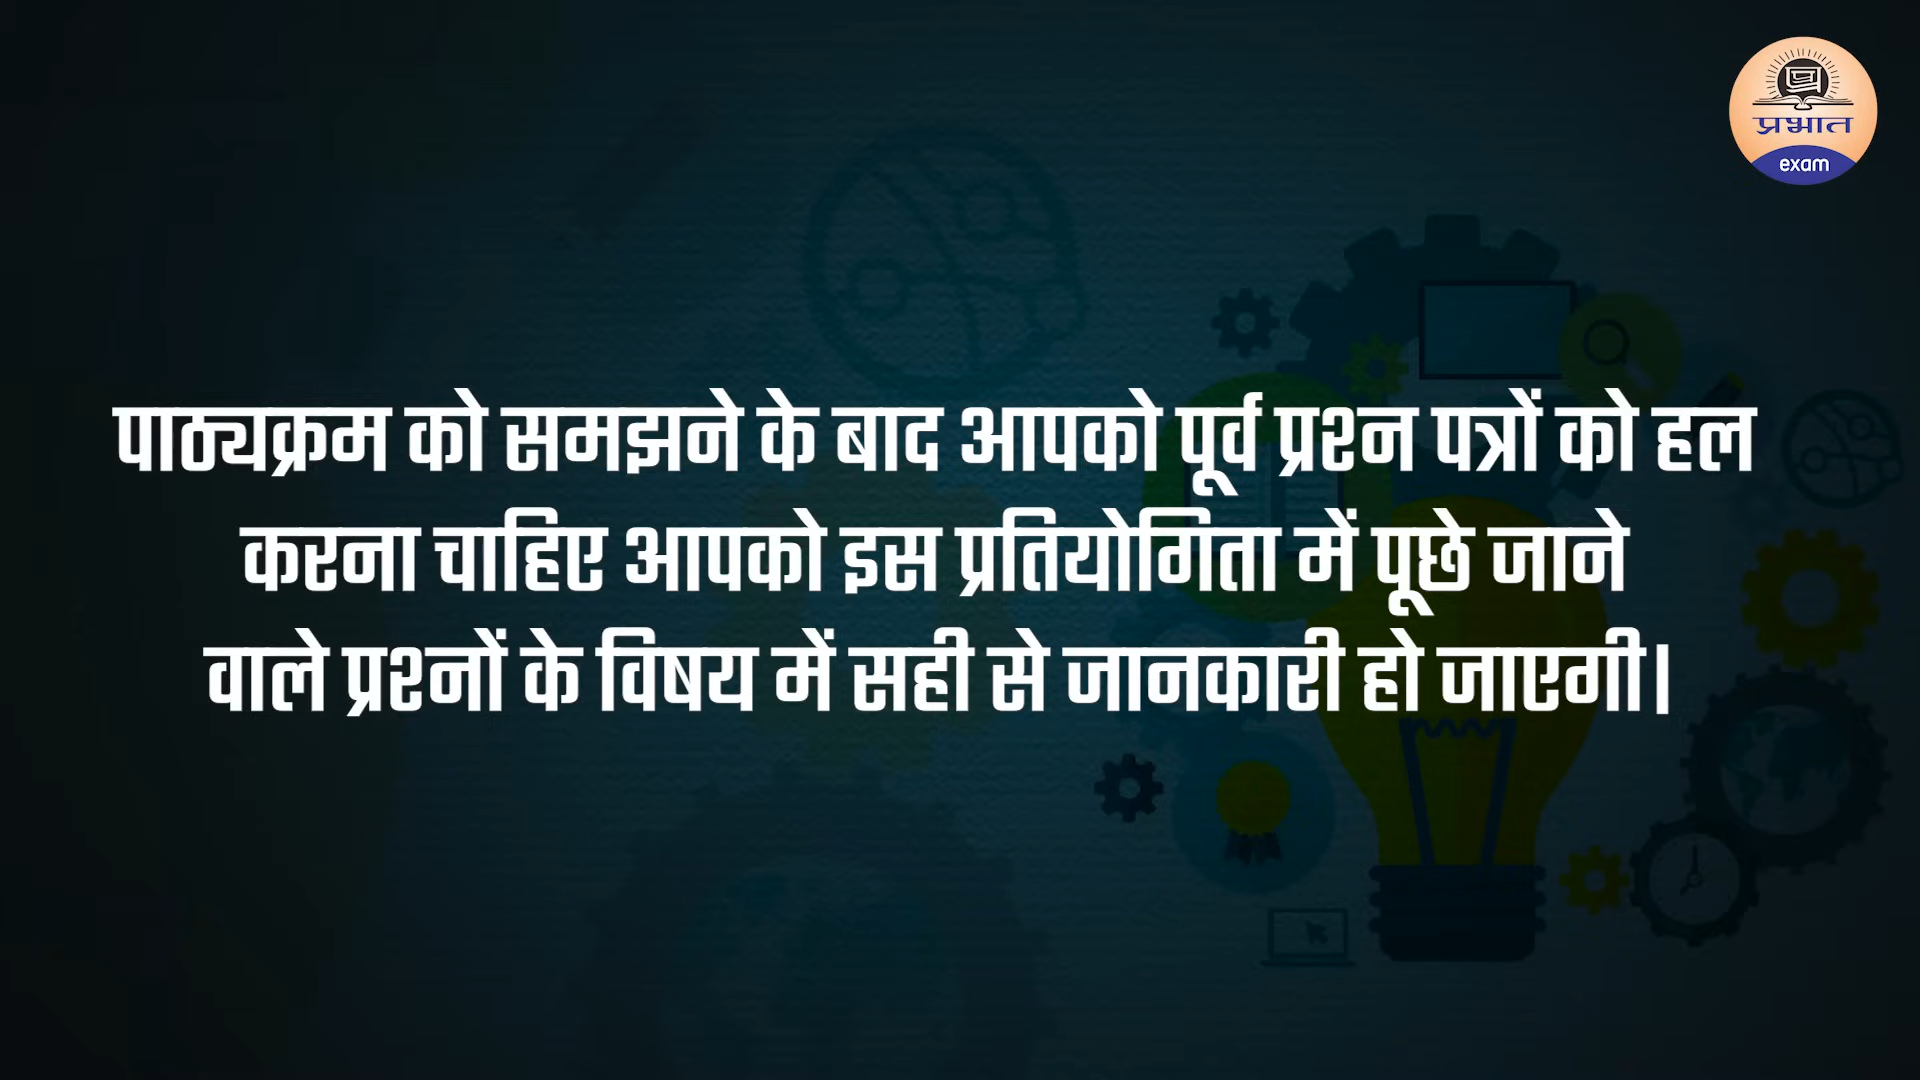 प्रभात
exam
पाठ्यक्रम को समझने के बाद आपको पूर्व प्रश्न पत्रों को हल
करना चाहिए आपको इस प्रतियोगिता में पूछे जाने
वाले प्रश्नों के विषय में सही से जानकारी हो जाएगी।